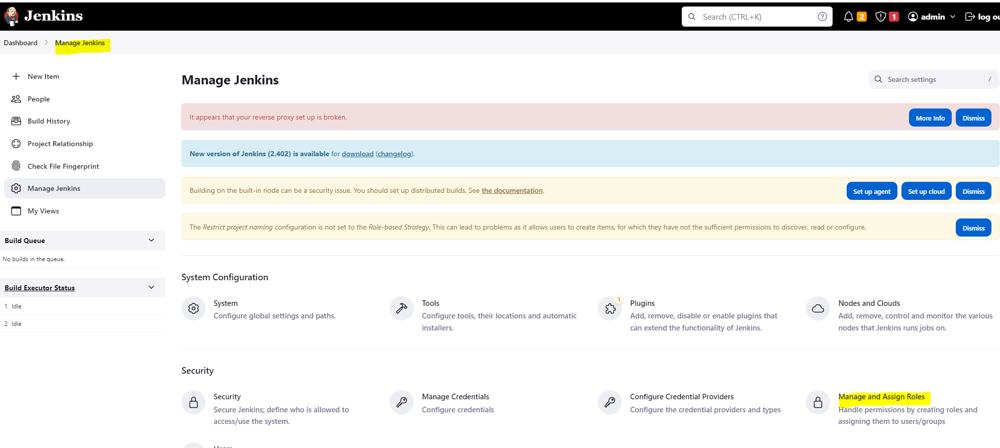 Jenkins
Search (CTRL+K)
2
1
admin
log ou
Dashboard
Manage Jenkins
New Item
People
Build History
Project Relationship
Check File Fingerprint
Manage Jenkins
My Views
Build Queue
No builds in the queue.
Build Executor Status
1 Idle
2 Idle
Manage Jenkins
Search settings /
It appears that your reverse proxy set up is broken.
More Info
Dismiss
New version of Jenkins (2.402) is available for download (changelog).
Building on the built-in node can be a security issue. You should set up distributed builds. See the documentation.
Set up agent
Set up cloud
Dismiss
The Restrict project naming configuration is not set to the Role-based Strategy. This can lead to problems as it allows users to create items, for which they have not the sufficient permissions to discover, read or configure.
Dismiss
System Configuration
System
Configure global settings and paths.
Tools
Configure tools, their locations and automatic
installers.
1
Plugins
Add, remove, disable or enable plugins that
can extend the functionality of Jenkins.
Nodes and Clouds
Add, remove, control and monitor the various
nodes that Jenkins runs jobs on.
Security
Security
Secure Jenkins; define who is allowed to
access/use the system.
Manage Credentials
Configure credentials
Configure Credential Providers
Configure the credential providers and types
Manage and Assign Roles
Handle permissions by creating roles and
assigning them to users/groups